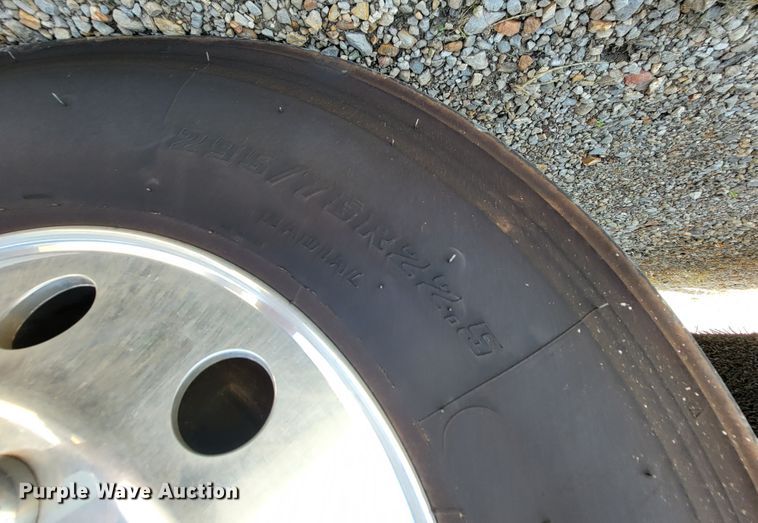 295/75R22.5
RADIAL
Purple Wave Auction